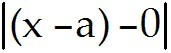 |(x –a) –0|